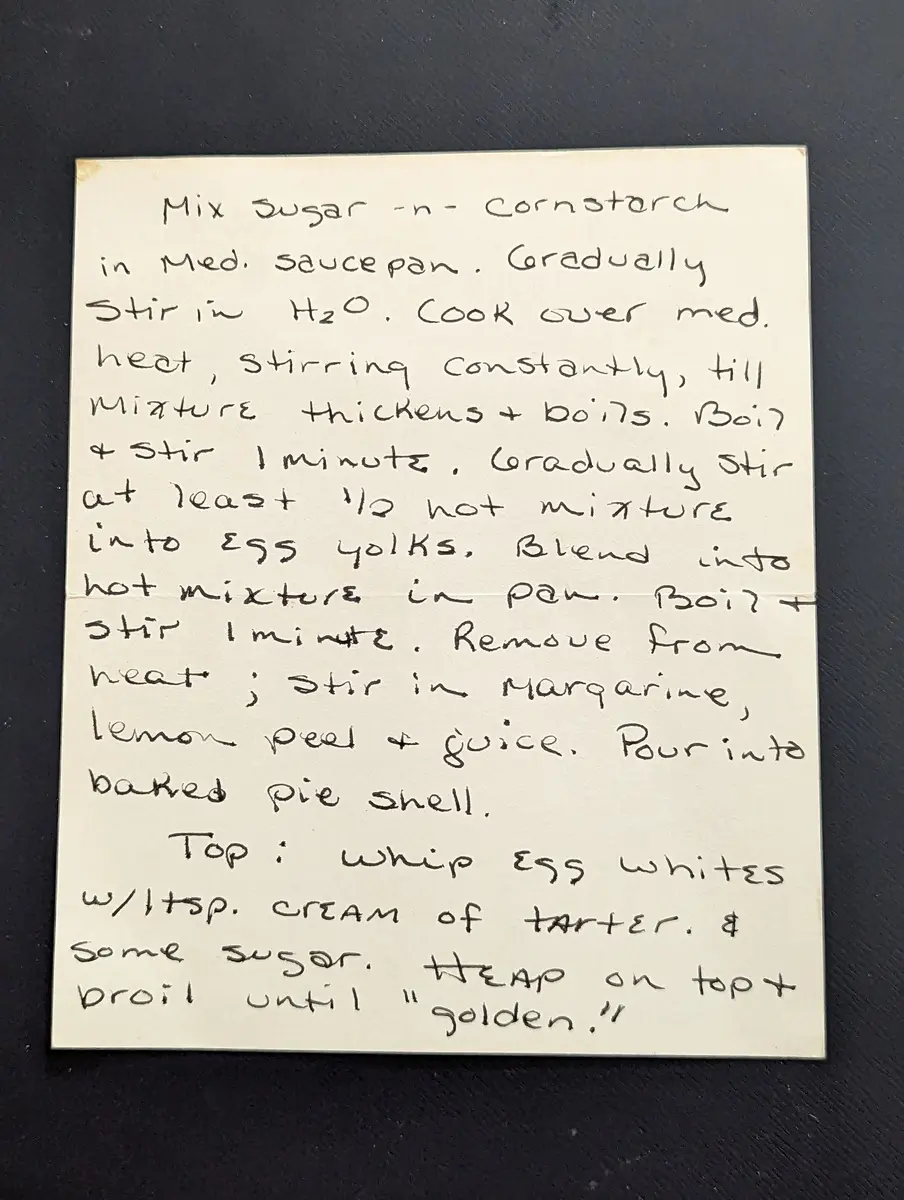 Mix sugar -n- cornstarch
in Med. saucepan. Gradually
Stir in H₂O. Cook over med.
heat, stirring constantly, till
Mixture thickens + boils. Boil
+ stir 1 minute. Gradually stir
at least 1/2 hot mixture
into Egg yolks. Blend into
hot mixture in pan. Boil +
stir 1 minute. Remove from
heat ; stir in Margarine,
lemon peel + juice. Pour into
baked pie shell.
Top : whip Egg whites
w/1 tsp. CREAM of tArtEr. &
some sugar. HEAP on top +
broil until "golden."